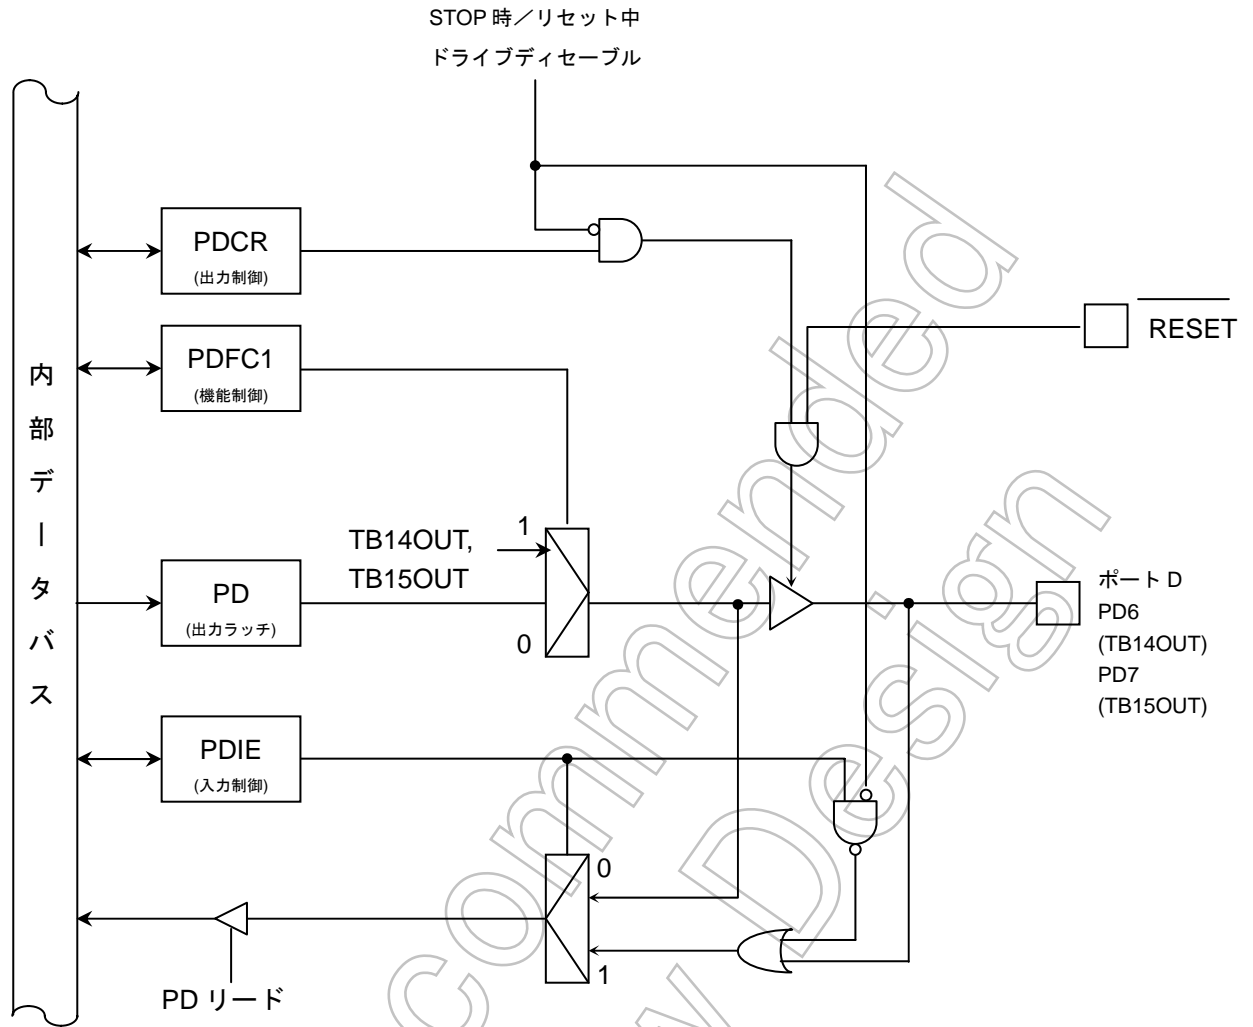 STOP 時／リセット中
ドライブディセーブル
PDCR
(出力制御)
RESET
PDFC1
(機能制御)
内部データバス
TB14OUT,
TB15OUT
1
0
PD
(出力ラッチ)
ポート D
PD6
(TB14OUT)
PD7
(TB15OUT)
PDIE
(入力制御)
0
1
PD リード
commended
w Design